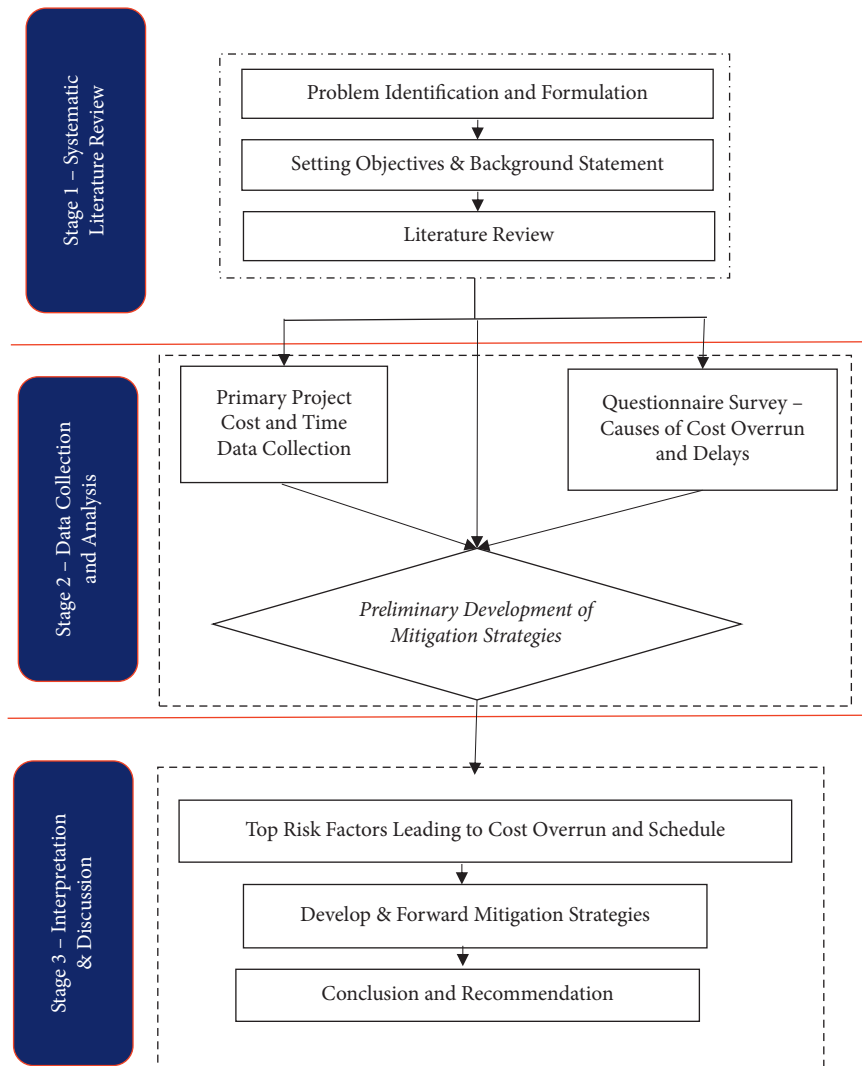 Stage 1 – Systematic
Literature Review
Problem Identification and Formulation
Setting Objectives & Background Statement
Literature Review
Stage 2 – Data Collection
and Analysis
Primary Project
Cost and Time
Data Collection
Questionnaire Survey –
Causes of Cost Overrun
and Delays
Preliminary Development of
Mitigation Strategies
Stage 3 – Interpretation
& Discussion
Top Risk Factors Leading to Cost Overrun and Schedule
Develop & Forward Mitigation Strategies
Conclusion and Recommendation